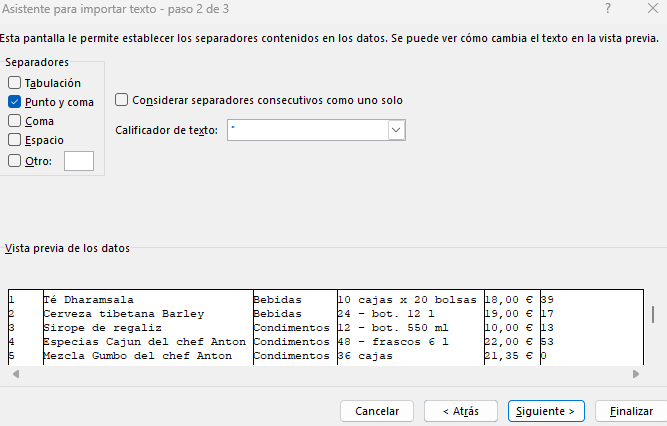 Asistente para importar texto - paso 2 de 3 ? ×
Esta pantalla le permite establecer los separadores contenidos en los datos. Se puede ver cómo cambia el texto en la vista previa.
Separadores
Tabulación
Punto y coma
Coma
Espacio
Otro:
Considerar separadores consecutivos como uno solo
Calificador de texto: "
Vista previa de los datos
1 Té Dharamsala Bebidas 10 cajas x 20 bolsas 18,00 € 39
2 Cerveza tibetana Barley Bebidas 24 - bot. 12 l 19,00 € 17
3 Sirope de regaliz Condimentos 12 - bot. 550 ml 10,00 € 13
4 Especias Cajun del chef Anton Condimentos 48 - frascos 6 l 22,00 € 53
5 Mezcla Gumbo del chef Anton Condimentos 36 cajas 21,35 € 0
Cancelar < Atrás Siguiente > Finalizar